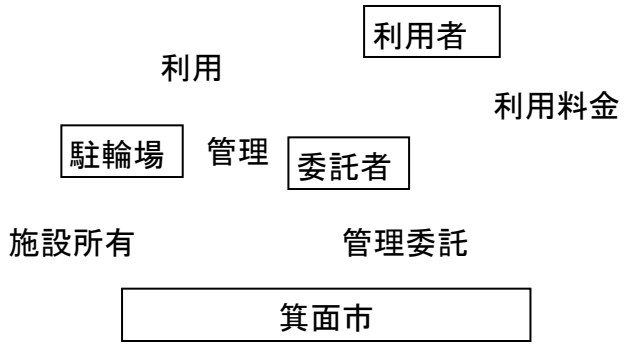 利用者
利用
利用料金
駐輪場
管理
委託者
施設所有
管理委託
箕面市